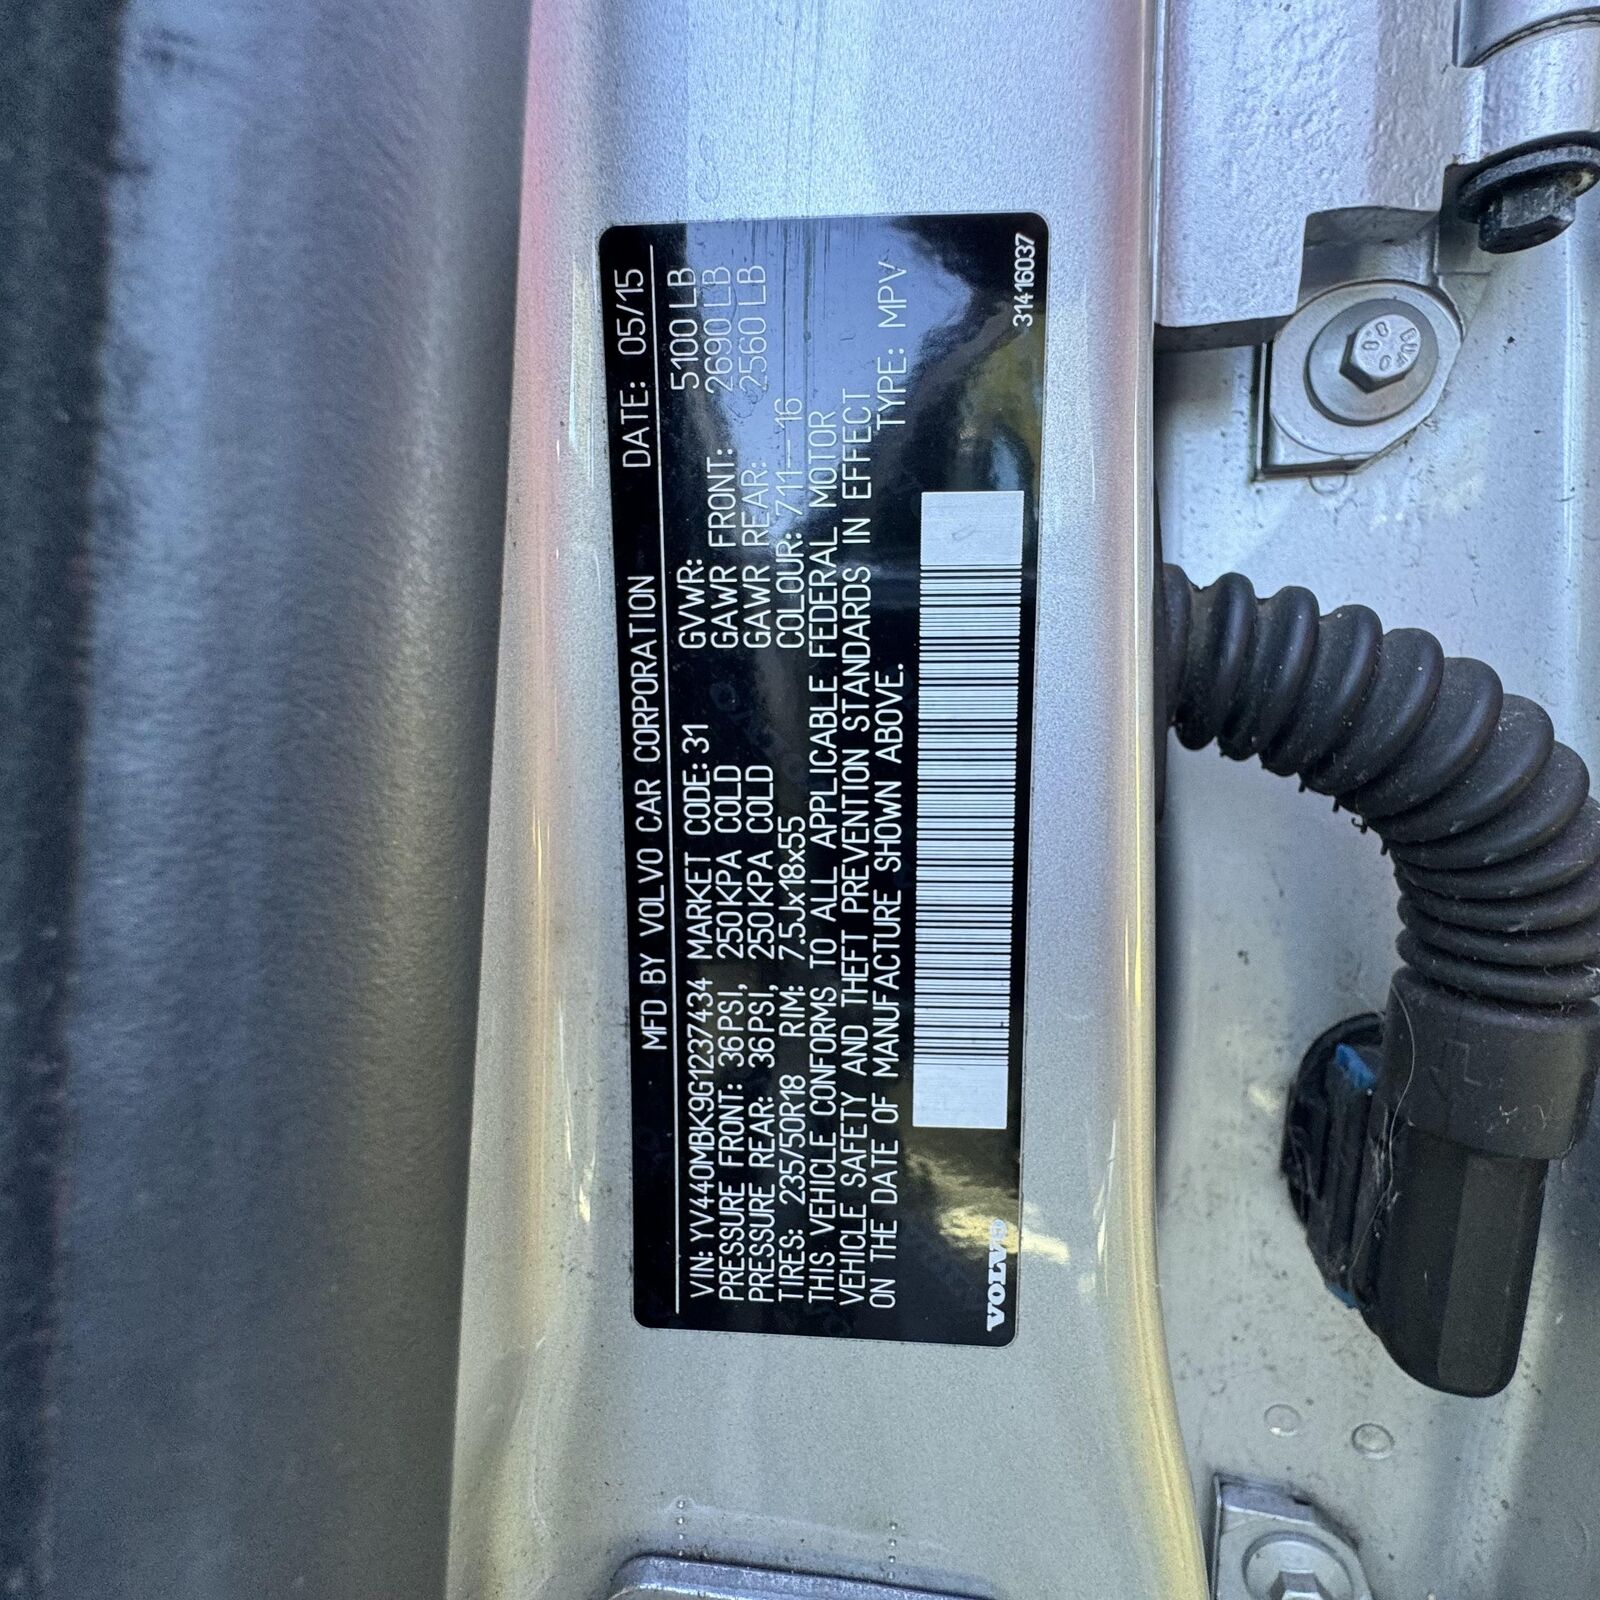 MFD BY VOLVO CAR CORPORATION DATE: 05/15
VIN: YV440MBK9G1237434 MARKET CODE: 31 GVWR: 5100 LB
PRESSURE FRONT: 36PSI, 250KPA COLD GAWR FRONT: 2690 LB
PRESSURE REAR: 36PSI, 250KPA COLD GAWR REAR: 2560 LB
TIRES: 235/50R18 RIM: 7.5Jx18x55 COLOUR: 711--16
THIS VEHICLE CONFORMS TO ALL APPLICABLE FEDERAL MOTOR
VEHICLE SAFETY AND THEFT PREVENTION STANDARDS IN EFFECT
ON THE DATE OF MANUFACTURE SHOWN ABOVE. TYPE: MPV
VOLVO
31416037